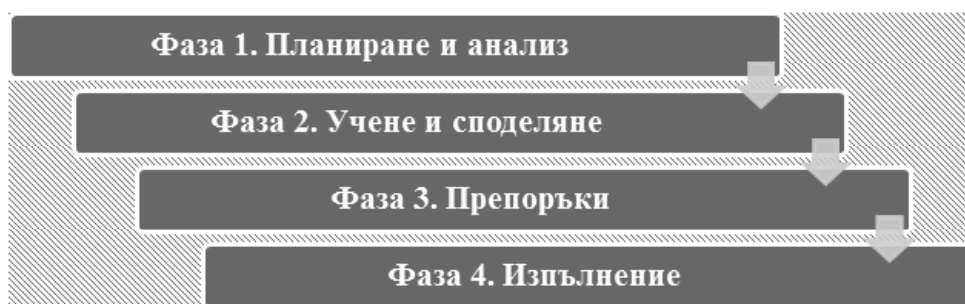 Фаза 1. Планиране и анализ
Фаза 2. Учене и споделяне
Фаза 3. Препоръки
Фаза 4. Изпълнение